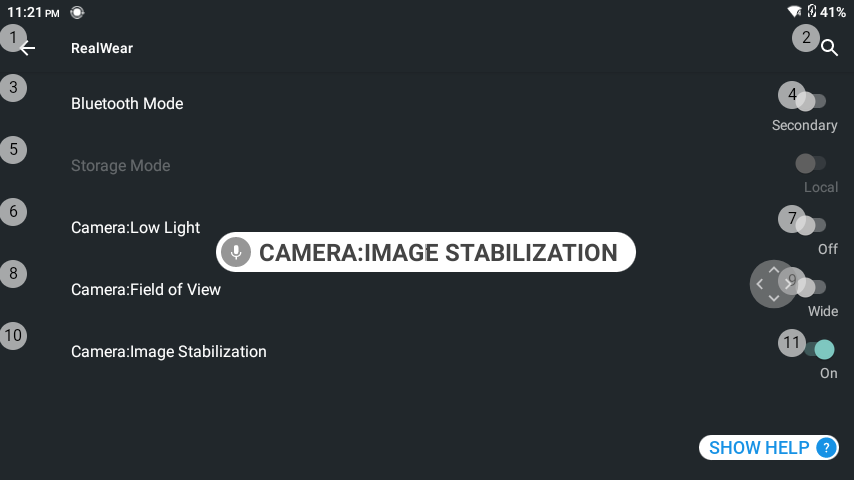 11:21 PM 41%
1 RealWear 2
3 Bluetooth Mode 4
Secondary
5 Storage Mode
Local
6 Camera:Low Light 7
Off
CAMERA:IMAGE STABILIZATION
8 Camera:Field of View 9
Wide
10 Camera:Image Stabilization 11
On
SHOW HELP ?